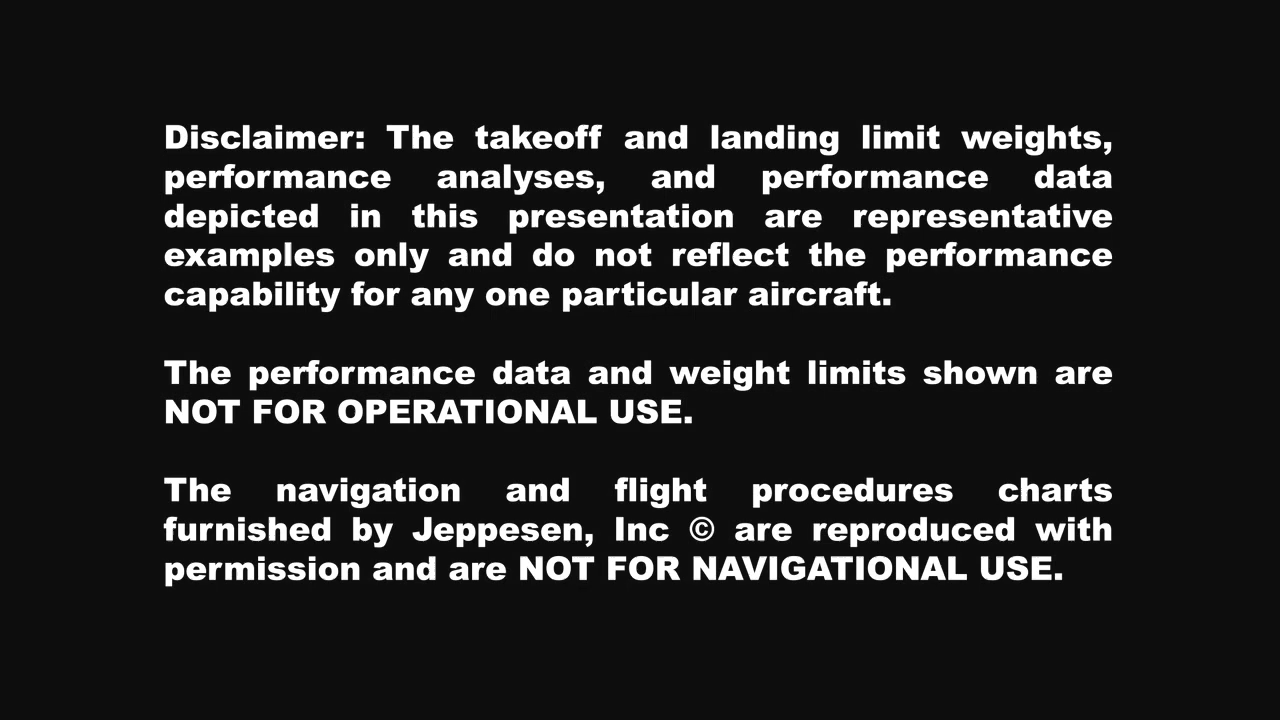 Disclaimer: The takeoff and landing limit weights,
performance analyses, and performance data
depicted in this presentation are representative
examples only and do not reflect the performance
capability for any one particular aircraft.
The performance data and weight limits shown are
NOT FOR OPERATIONAL USE.
The navigation and flight procedures charts
furnished by Jeppesen, Inc © are reproduced with
permission and are NOT FOR NAVIGATIONAL USE.